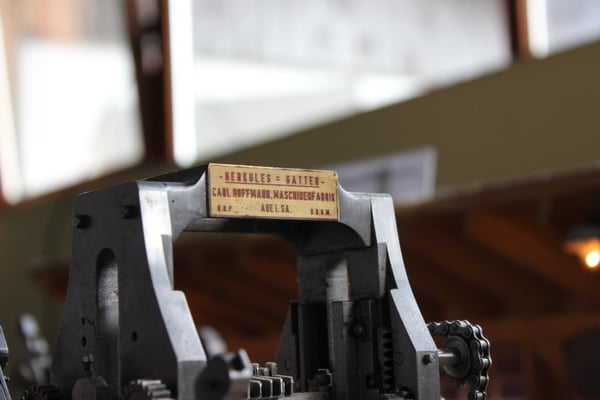 - HERKULES = GATTER -
CARL HOFFMANN, MASCHINENFABRIK
D.R.P. AUE i. SA. D.R.G.M.